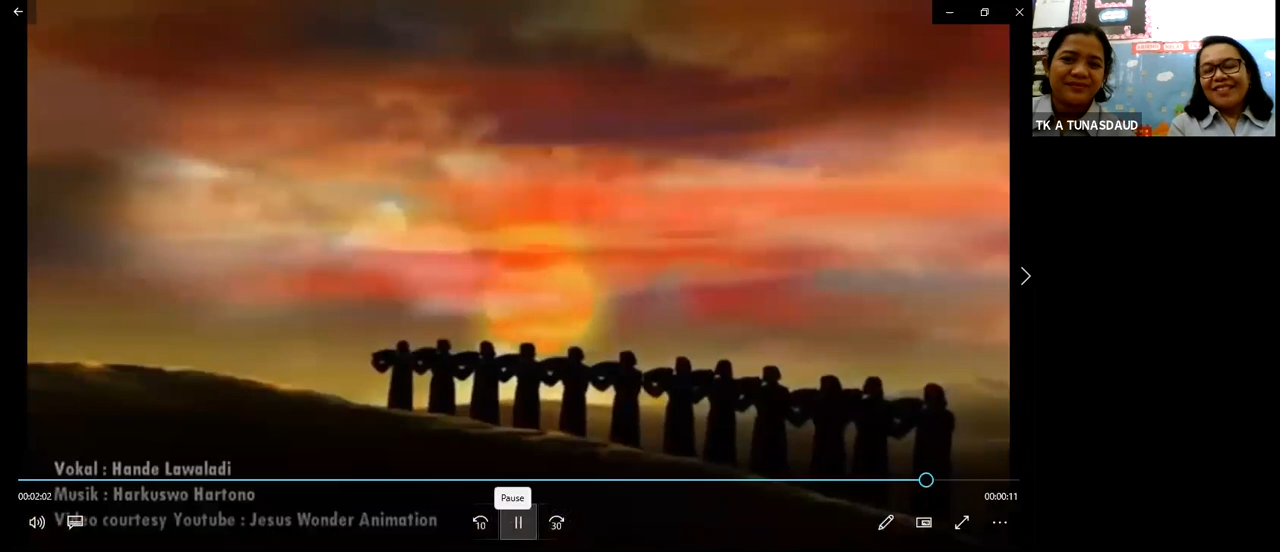 TK A TUNASDAUD
Vokal : Hande Lawaladi
00:02:02
Musik : Harkuswo Hartono
00:00:11
Pause
Video courtesy Youtube : Jesus Wonder Animation
10
30